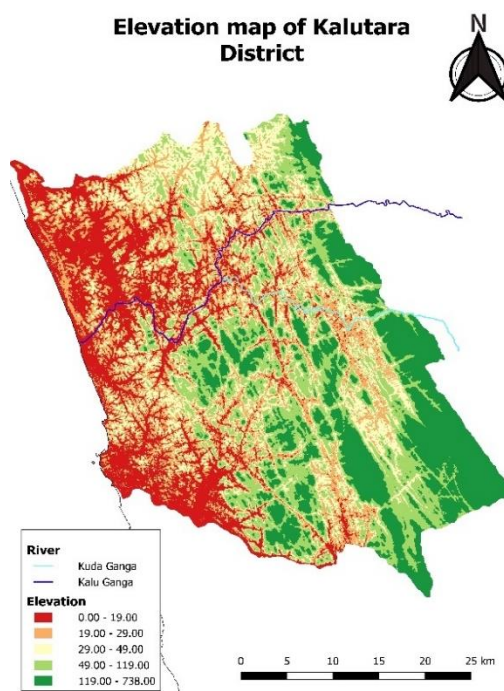 Elevation map of Kalutara
District
N
River
Kuda Ganga
Kalu Ganga
Elevation
0.00 - 19.00
19.00 - 29.00
29.00 - 49.00
49.00 - 119.00
119.00 - 738.00
0 5 10 15 20 25 km